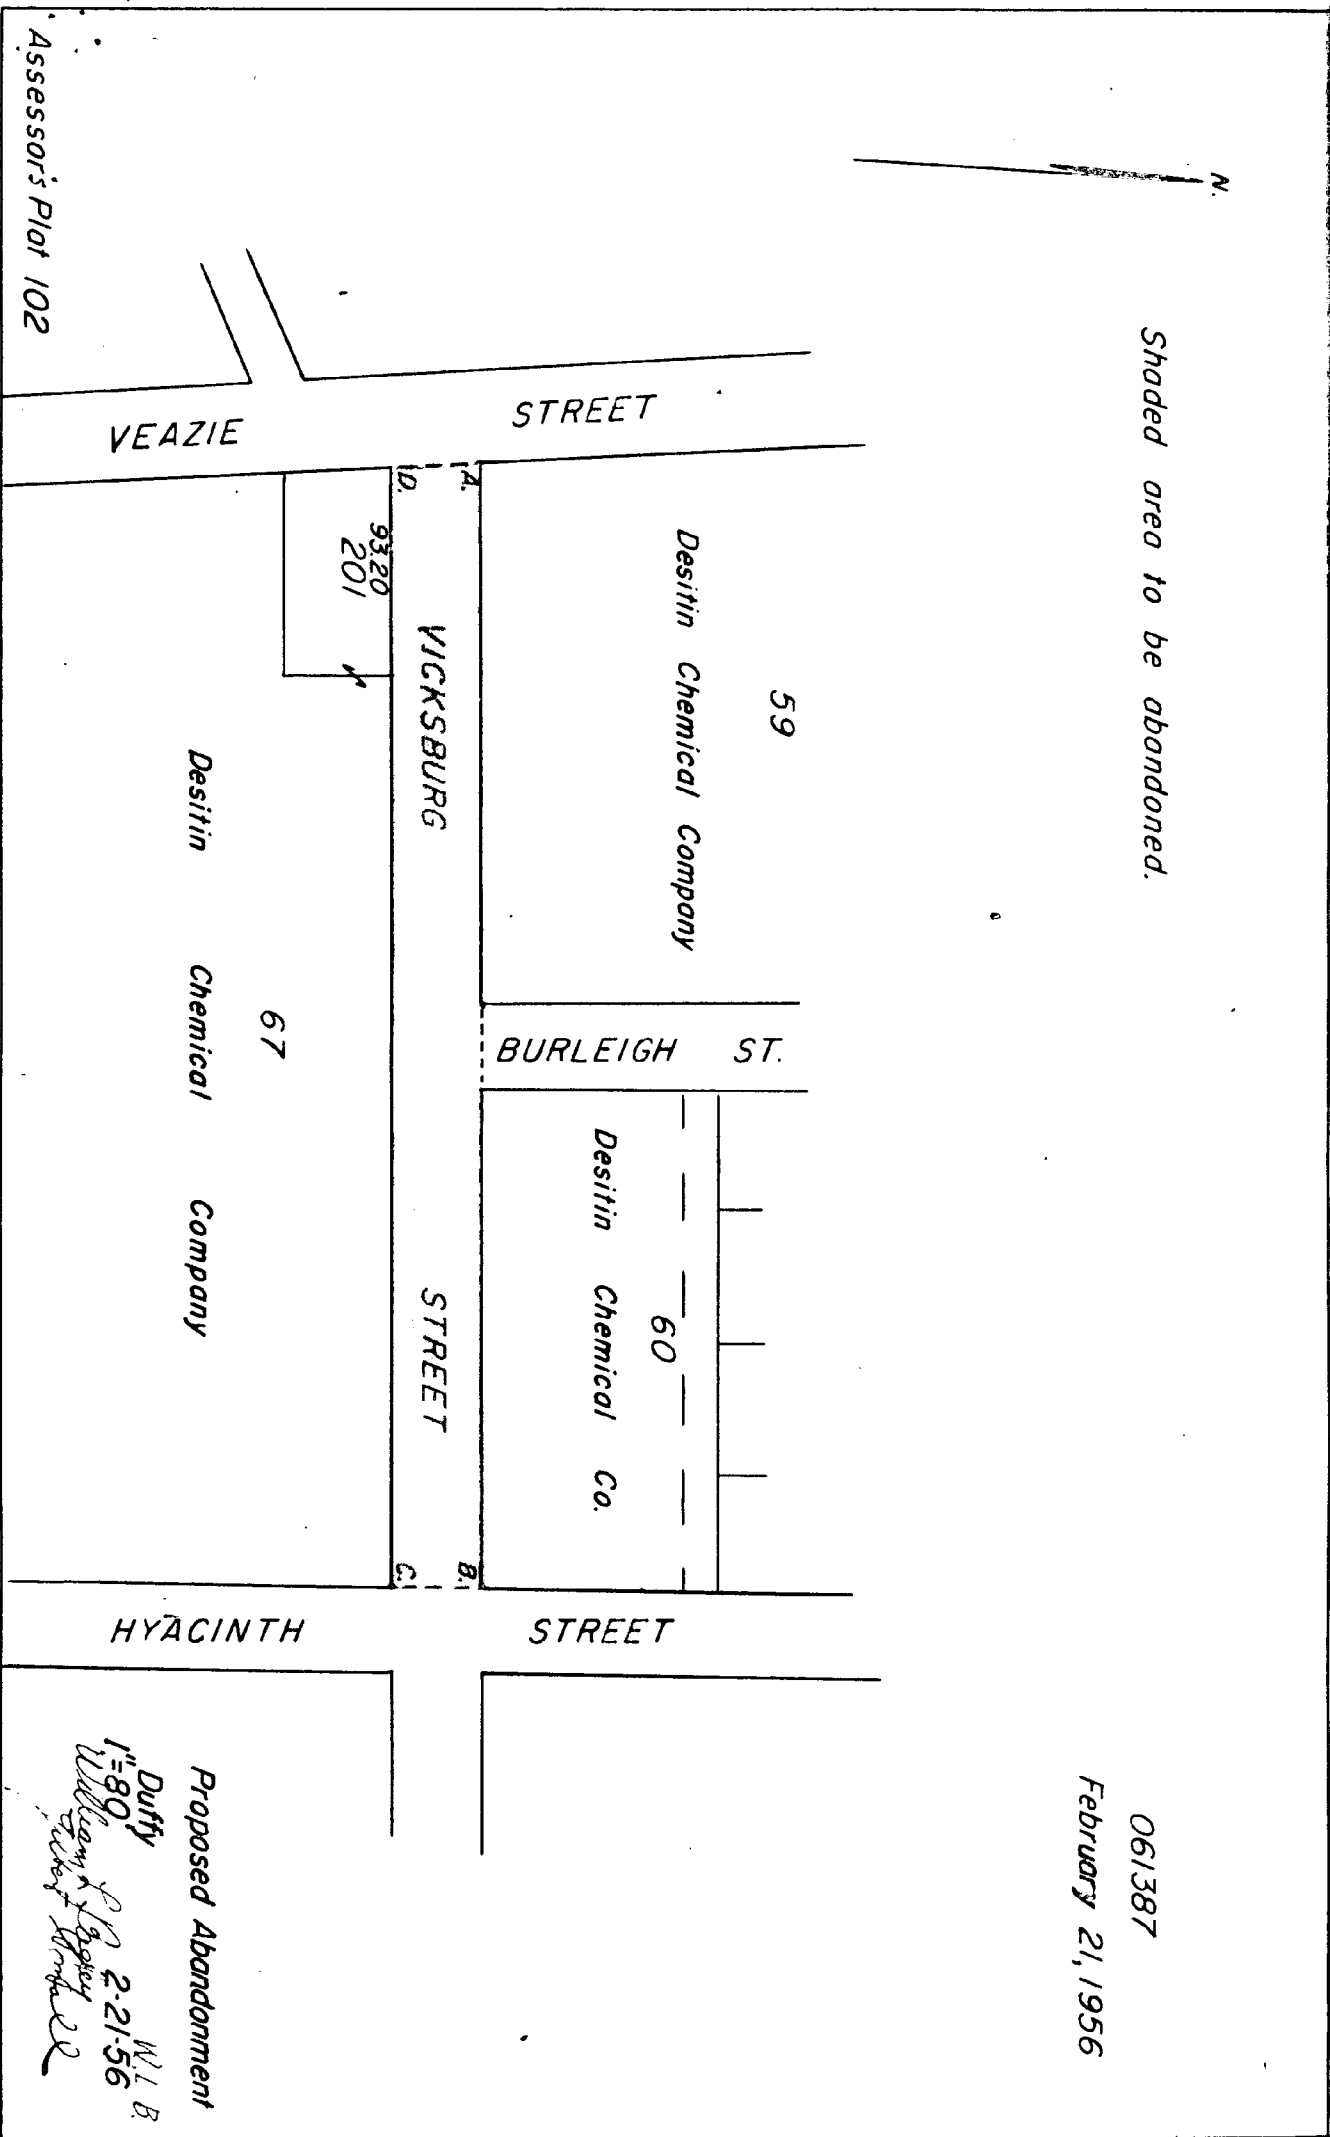 N.
Shaded area to be abandoned.
061387
February 21, 1956
59
Desitin Chemical Company
BURLEIGH ST.
60
Desitin Chemical Co.
VEAZIE STREET
A.
B.
VICKSBURG STREET
D.
C.
93.20
201
HYACINTH STREET
67
Desitin Chemical Company
Assessor's Plat 102
Proposed Abandonment
Duffy W.L.B.
1"=80' 2-21-56
William